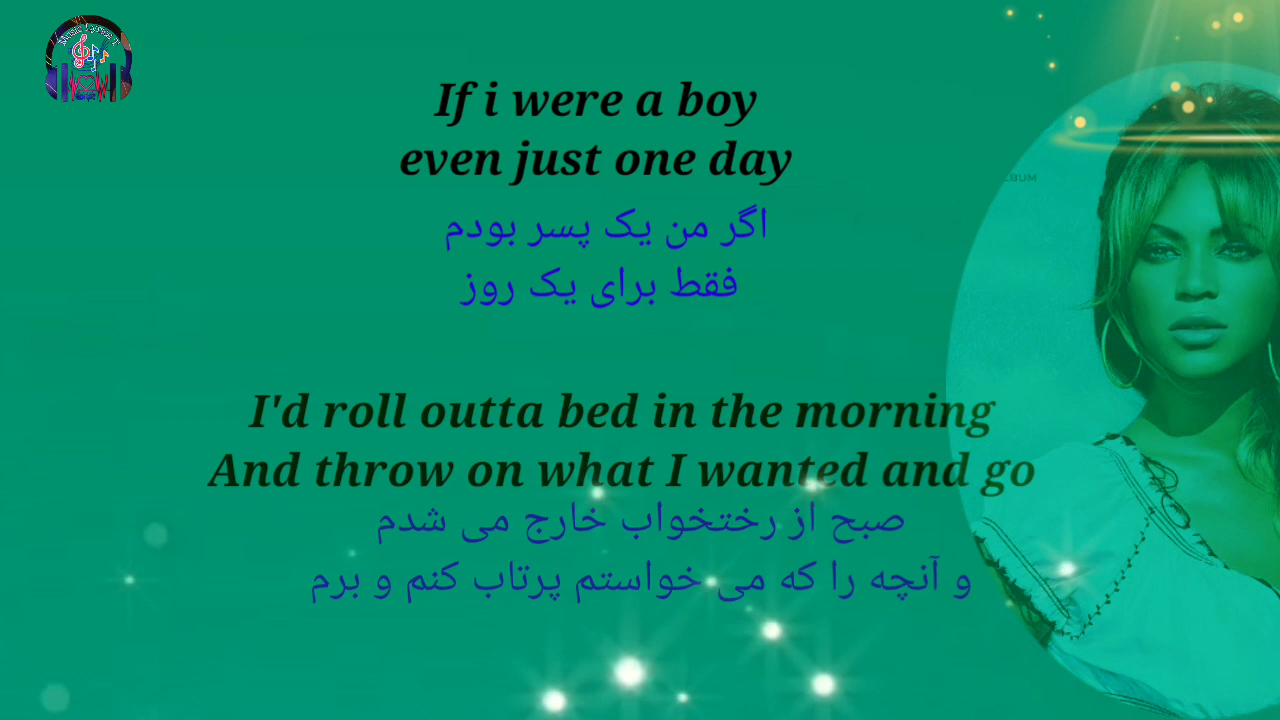 If i were a boy
even just one day
اگر من یک پسر بودم
فقط برای یک روز
I'd roll outta bed in the morning
And throw on what I wanted and go
صبح از رختخواب خارج می شدم
و آنچه را که می خواستم پرتاب کنم و برم